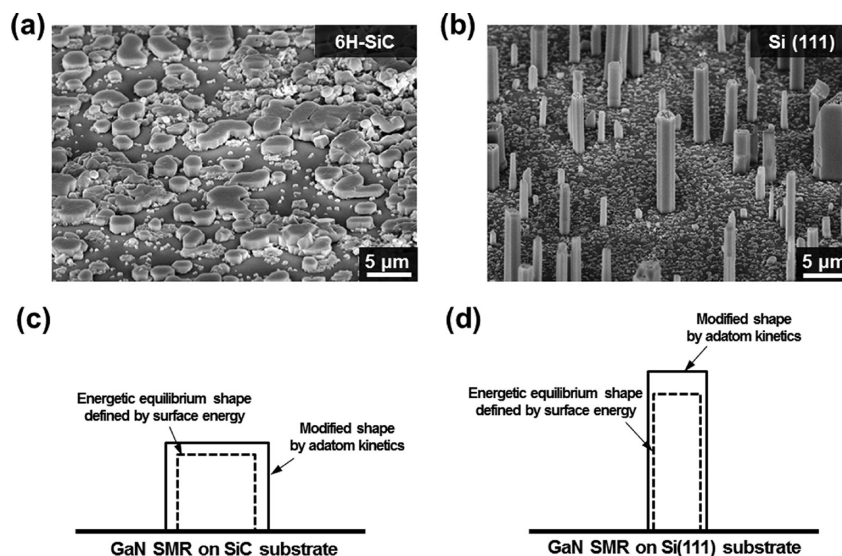 (a)
6H-SiC
5 µm
(b)
Si (111)
5 µm
(c)
Energetic equilibrium shape
defined by surface energy
Modified shape
by adatom kinetics
GaN SMR on SiC substrate
(d)
Modified shape
by adatom kinetics
Energetic equilibrium shape
defined by surface energy
GaN SMR on Si(111) substrate